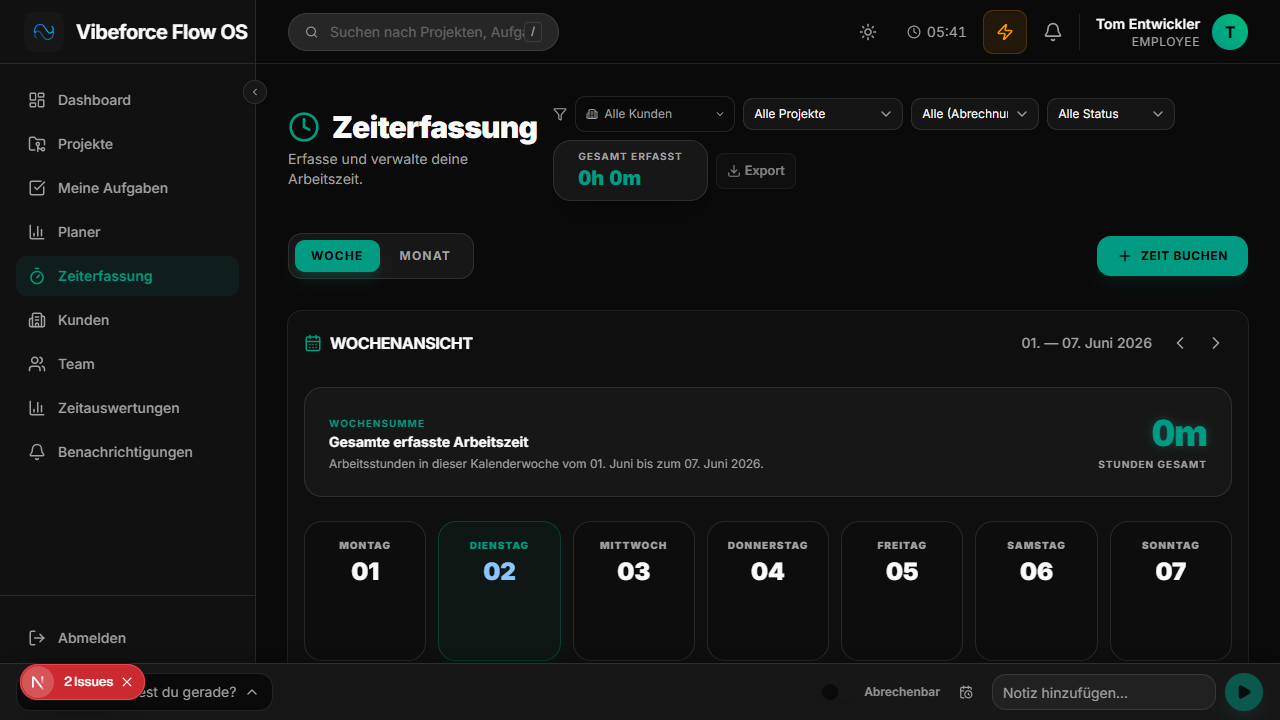 Vibeforce Flow OS
Suchen nach Projekten, Aufga
/
05:41
Tom Entwickler
EMPLOYEE
T
Dashboard
Projekte
Meine Aufgaben
Planer
Zeiterfassung
Kunden
Team
Zeitauswertungen
Benachrichtigungen
Abmelden
Zeiterfassung
Erfasse und verwalte deine
Arbeitszeit.
Alle Kunden
Alle Projekte
Alle (Abrechnu
Alle Status
GESAMT ERFASST
0h 0m
Export
WOCHE
MONAT
ZEIT BUCHEN
WOCHENANSICHT
01. — 07. Juni 2026
WOCHENSUMME
Gesamte erfasste Arbeitszeit
Arbeitsstunden in dieser Kalenderwoche vom 01. Juni bis zum 07. Juni 2026.
0m
STUNDEN GESAMT
MONTAG
01
DIENSTAG
02
MITTWOCH
03
DONNERSTAG
04
FREITAG
05
SAMSTAG
06
SONNTAG
07
N
2 Issues
est du gerade?
Abrechenbar
Notiz hinzufügen...